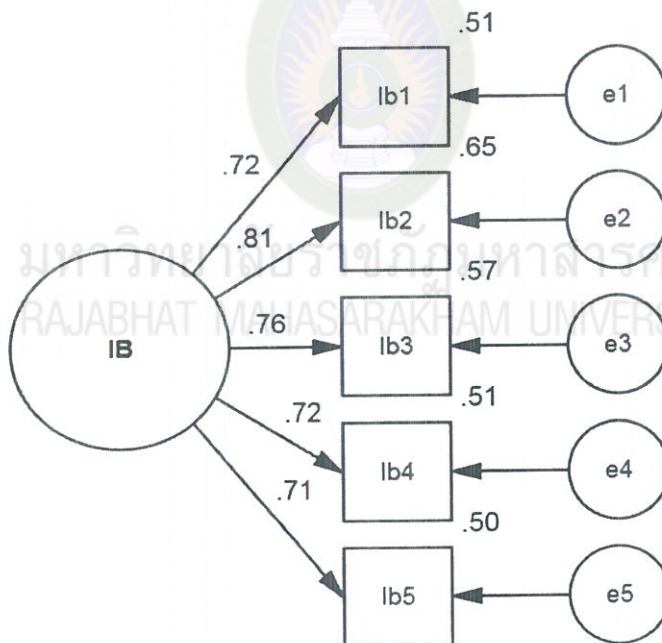 .51
Ib1
e1
.72
.65
Ib2
e2
.81
.57
มหาวิทยาลัยราชภัฏมหาสารค
RAJABHAT MAHASARAKHAM UNIVERS
IB
.76
Ib3
e3
.51
.72
Ib4
e4
.71
.50
Ib5
e5